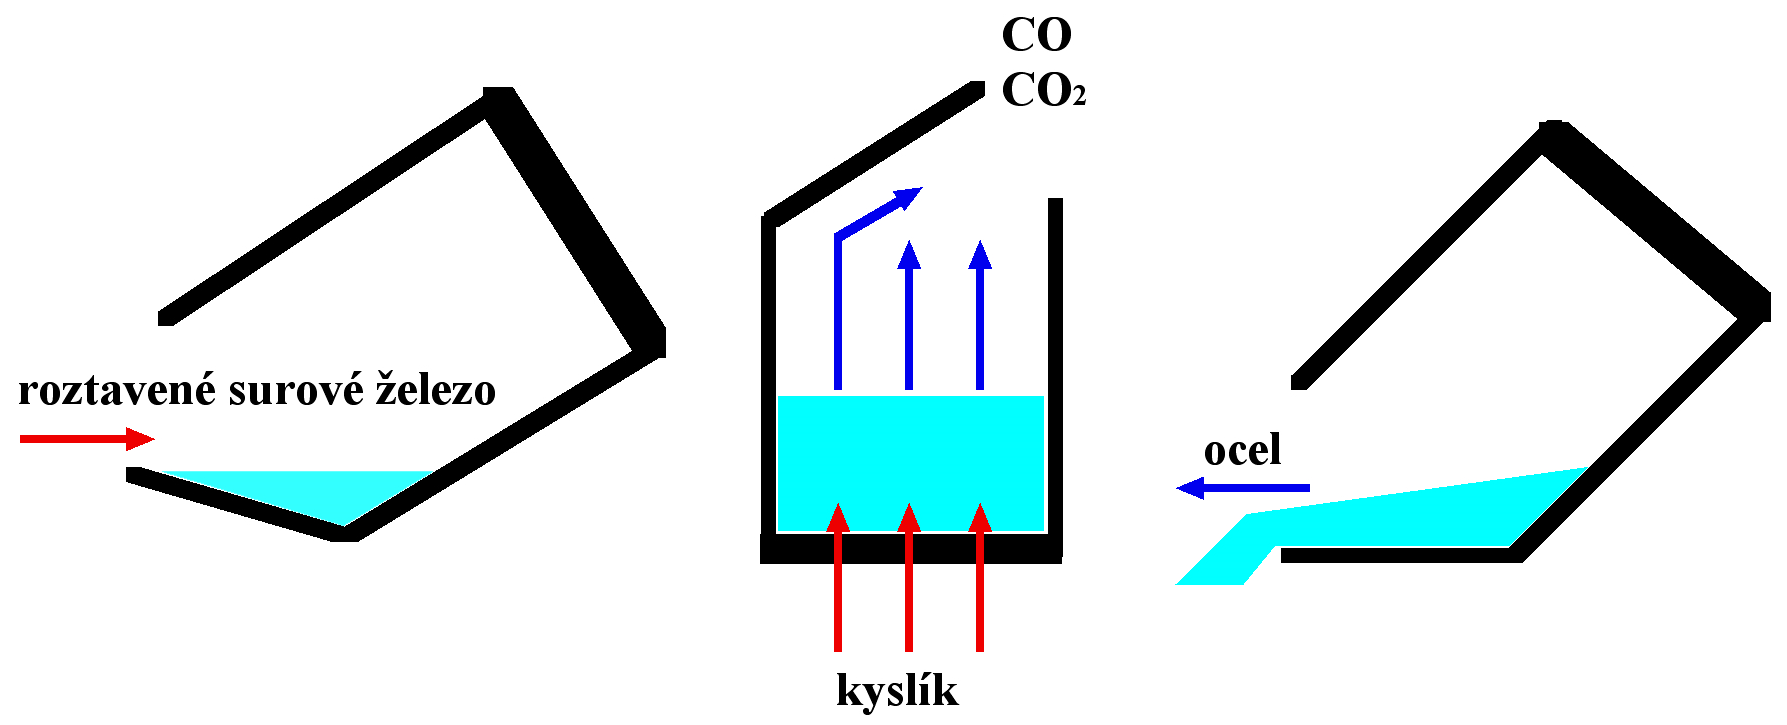 roztavené surové železo
CO
CO₂
kyslík
ocel